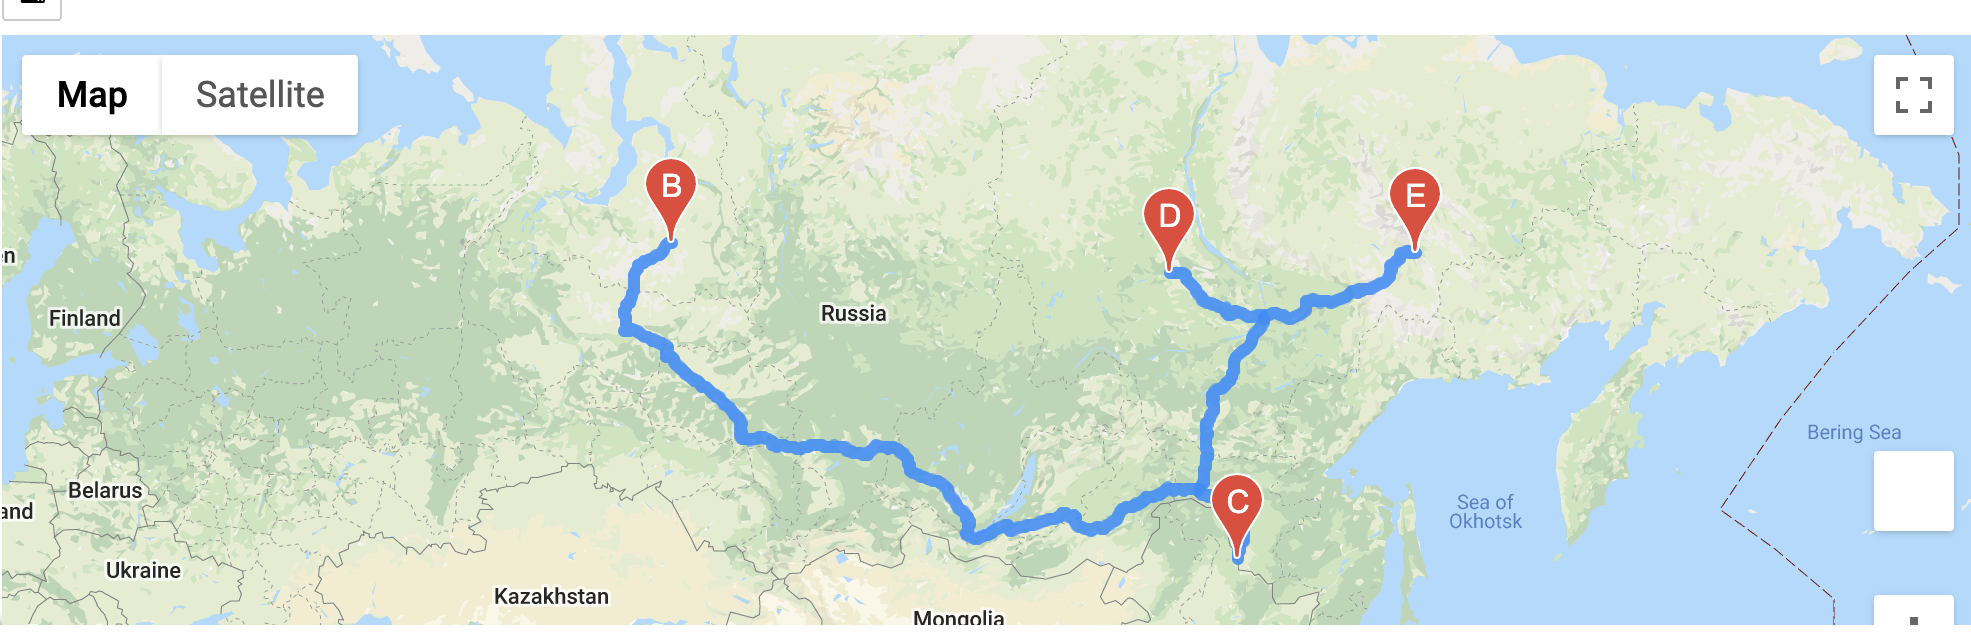 Map
Satellite
B
D
E
en
Finland
Russia
Bering Sea
Belarus
and
C
Sea of
Okhotsk
Ukraine
Kazakhstan
Mongolia